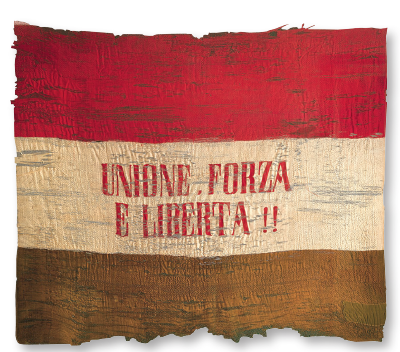 UNIONE, FORZA
E LIBERTA !!